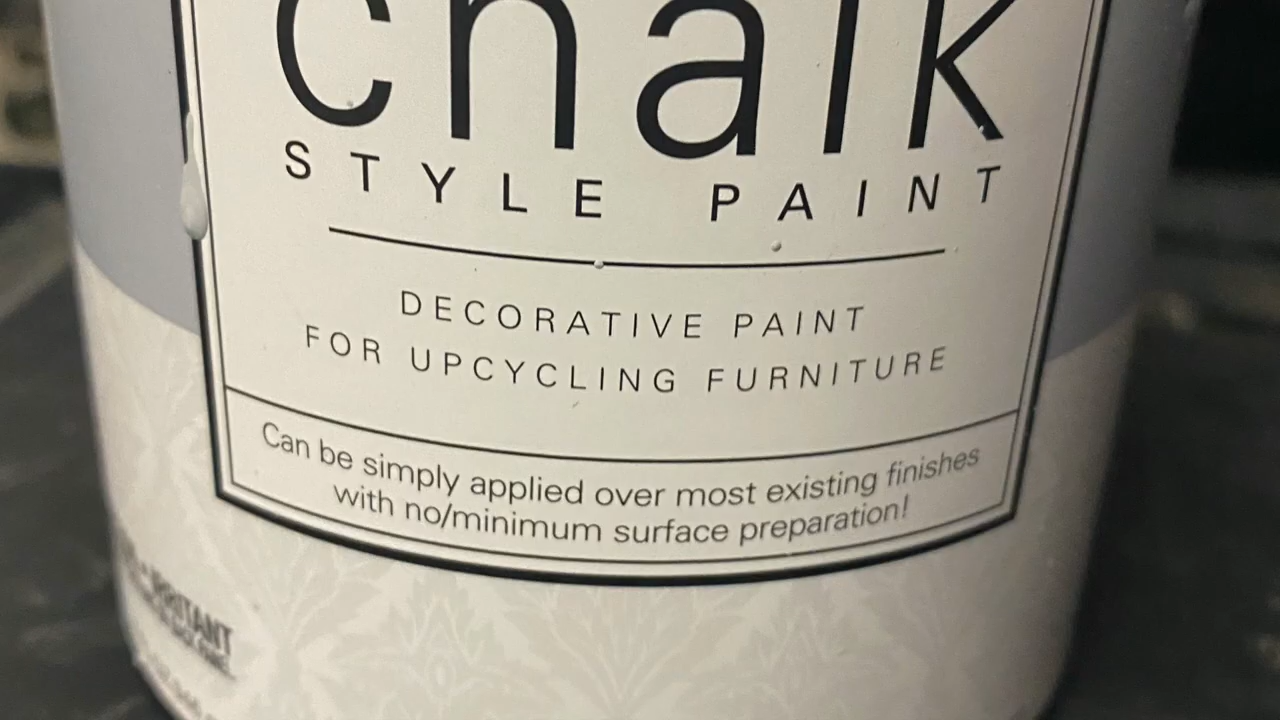 chalk
STYLE PAINT
DECORATIVE PAINT
FOR UPCYCLING FURNITURE
Can be simply applied over most existing finishes
with no/minimum surface preparation!
IRRITANT